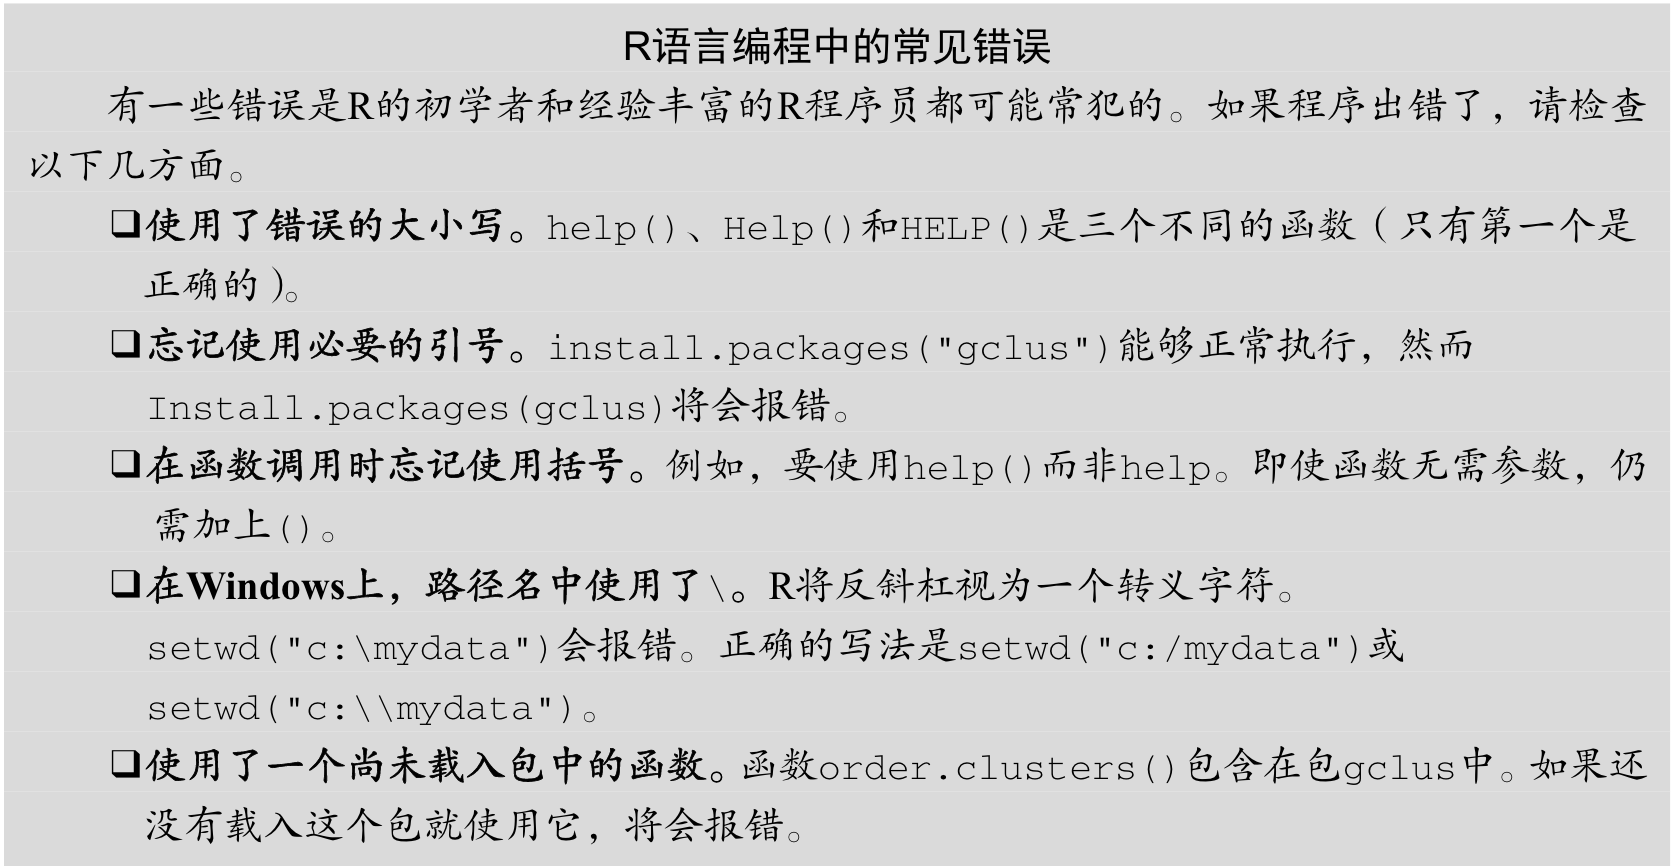 R语言编程中的常见错误
有一些错误是R的初学者和经验丰富的R程序员都可能常犯的。如果程序出错了，请检查
以下几方面。
❑使用了错误的大小写。help()、Help()和HELP()是三个不同的函数（只有第一个是
正确的）。
❑忘记使用必要的引号。install.packages("gclus")能够正常执行，然而
Install.packages(gclus)将会报错。
❑在函数调用时忘记使用括号。例如，要使用help()而非help。即使函数无需参数，仍
需加上()。
❑在Windows上，路径名中使用了\。R将反斜杠视为一个转义字符。
setwd("c:\mydata")会报错。正确的写法是setwd("c:/mydata")或
setwd("c:\\mydata")。
❑使用了一个尚未载入包中的函数。函数order.clusters()包含在包gclus中。如果还
没有载入这个包就使用它，将会报错。